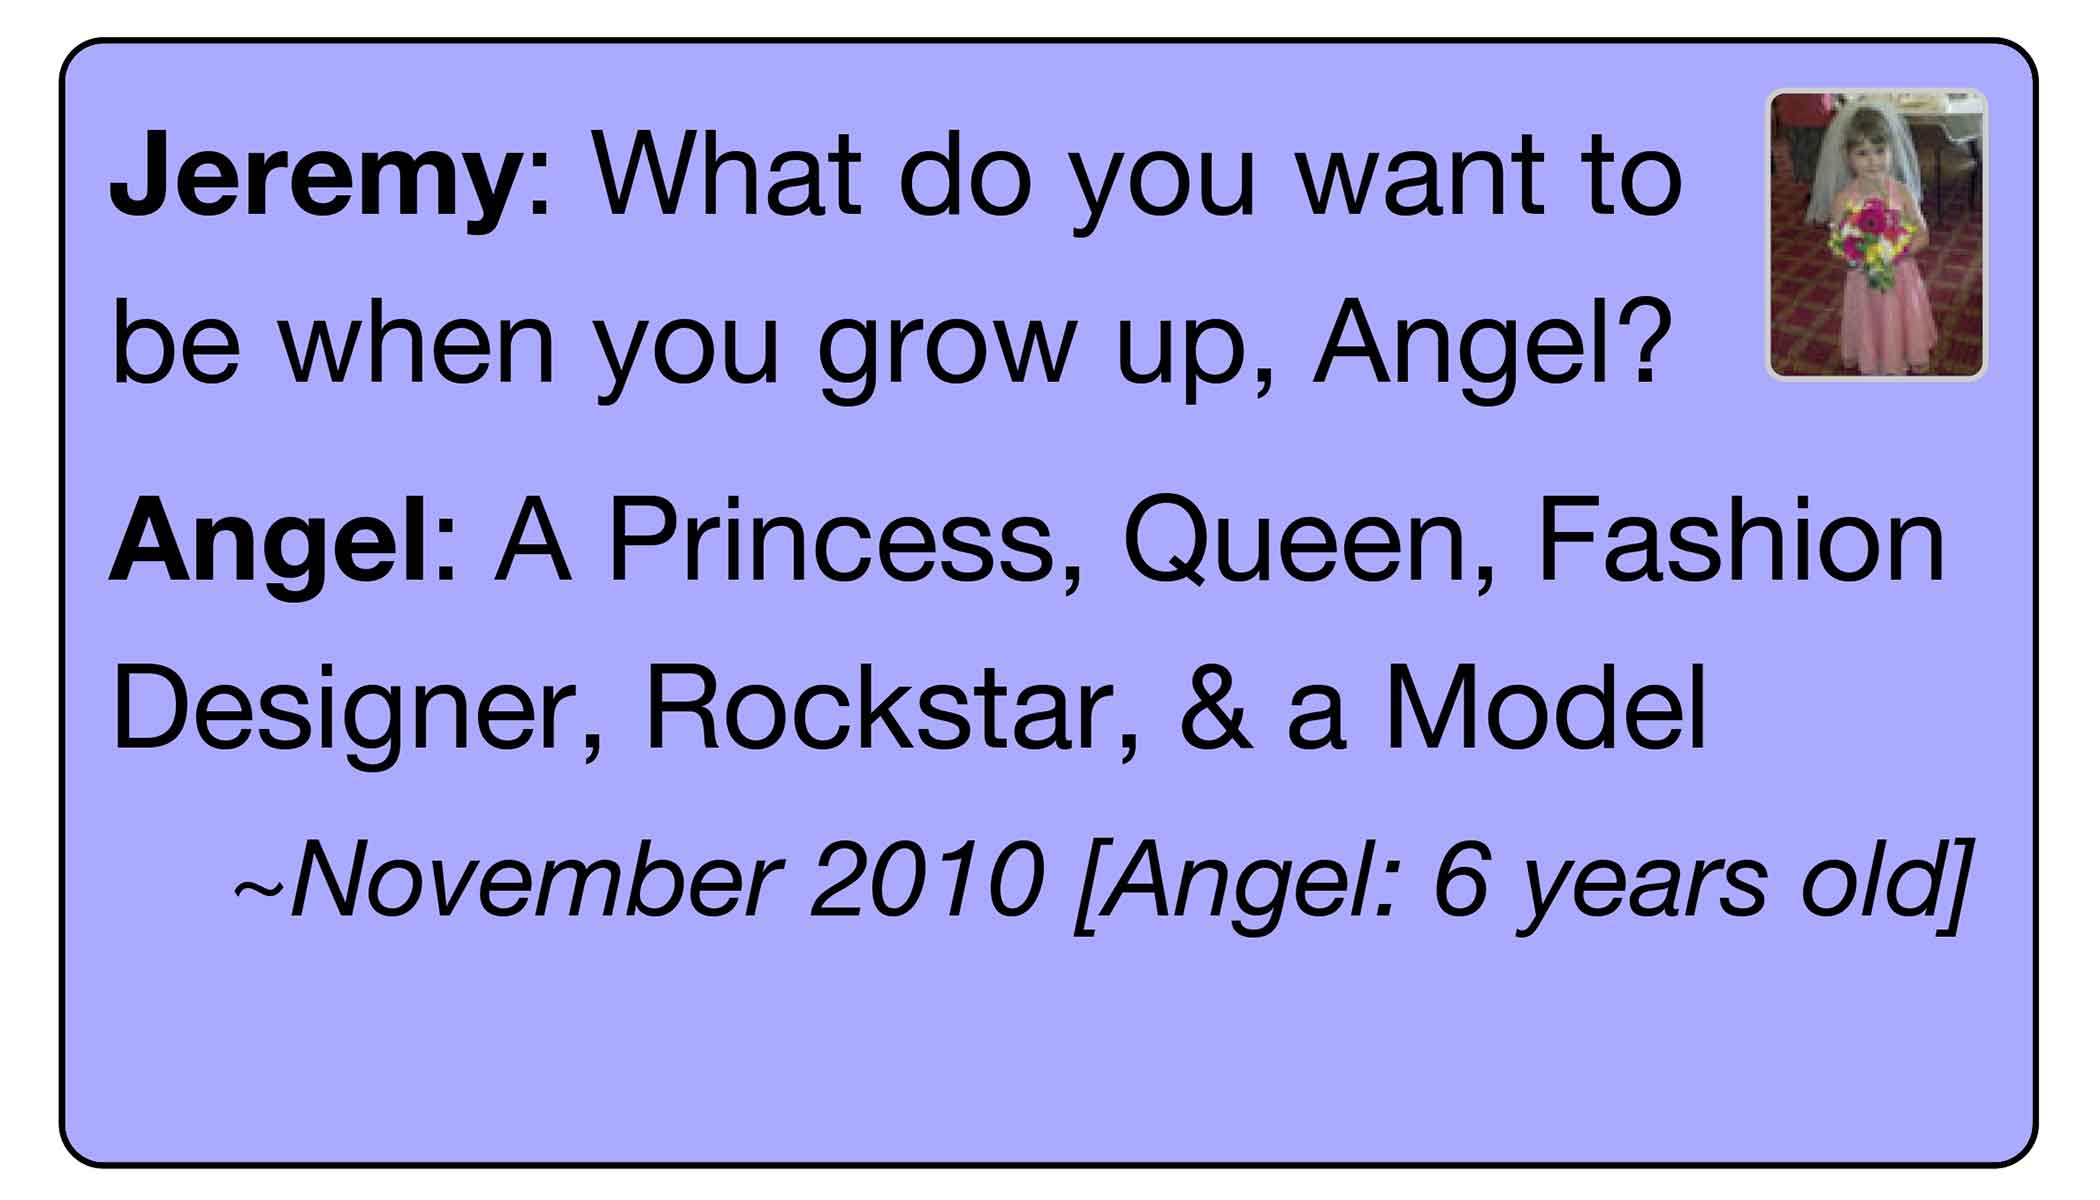 Jeremy: What do you want to
be when you grow up, Angel?
Angel: A Princess, Queen, Fashion
Designer, Rockstar, & a Model
~November 2010 [Angel: 6 years old]